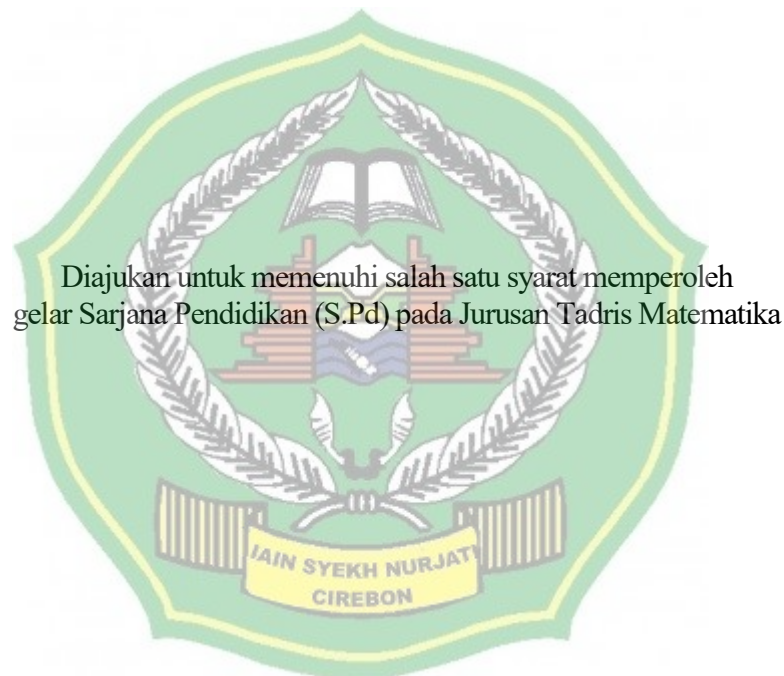 Diajukan untuk memenuhi salah satu syarat memperoleh
gelar Sarjana Pendidikan (S.Pd) pada Jurusan Tadris Matematika
IAIN SYEKH NURJATI
CIREBON